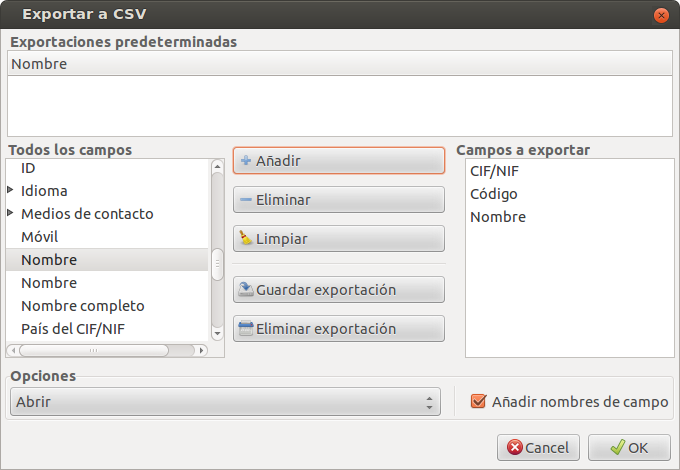 Exportar a CSV
Exportaciones predeterminadas
Nombre
Todos los campos
ID
Idioma
Medios de contacto
Móvil
Nombre
Nombre
Nombre completo
País del CIF/NIF
Añadir
Eliminar
Limpiar
Guardar exportación
Eliminar exportación
Campos a exportar
CIF/NIF
Código
Nombre
Opciones
Abrir
Añadir nombres de campo
Cancel
OK